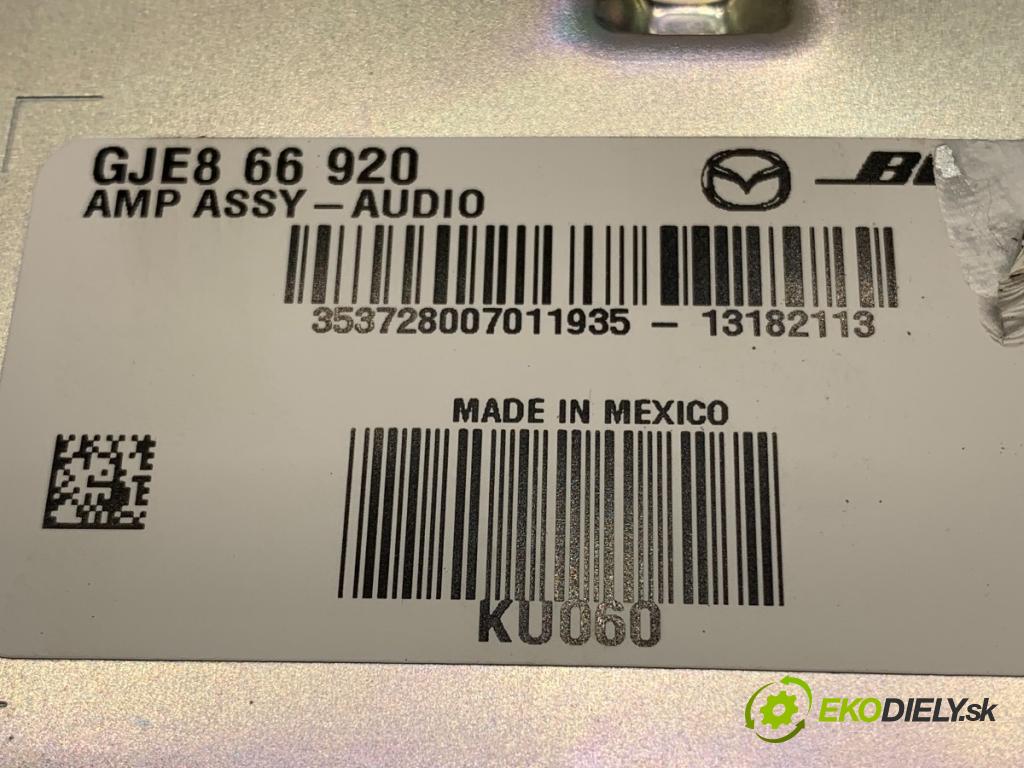 GJE8 66 920
AMP ASSY – AUDIO
353728007011935 – 13182113
MADE IN MEXICO
KU060
EKODIELY.sk